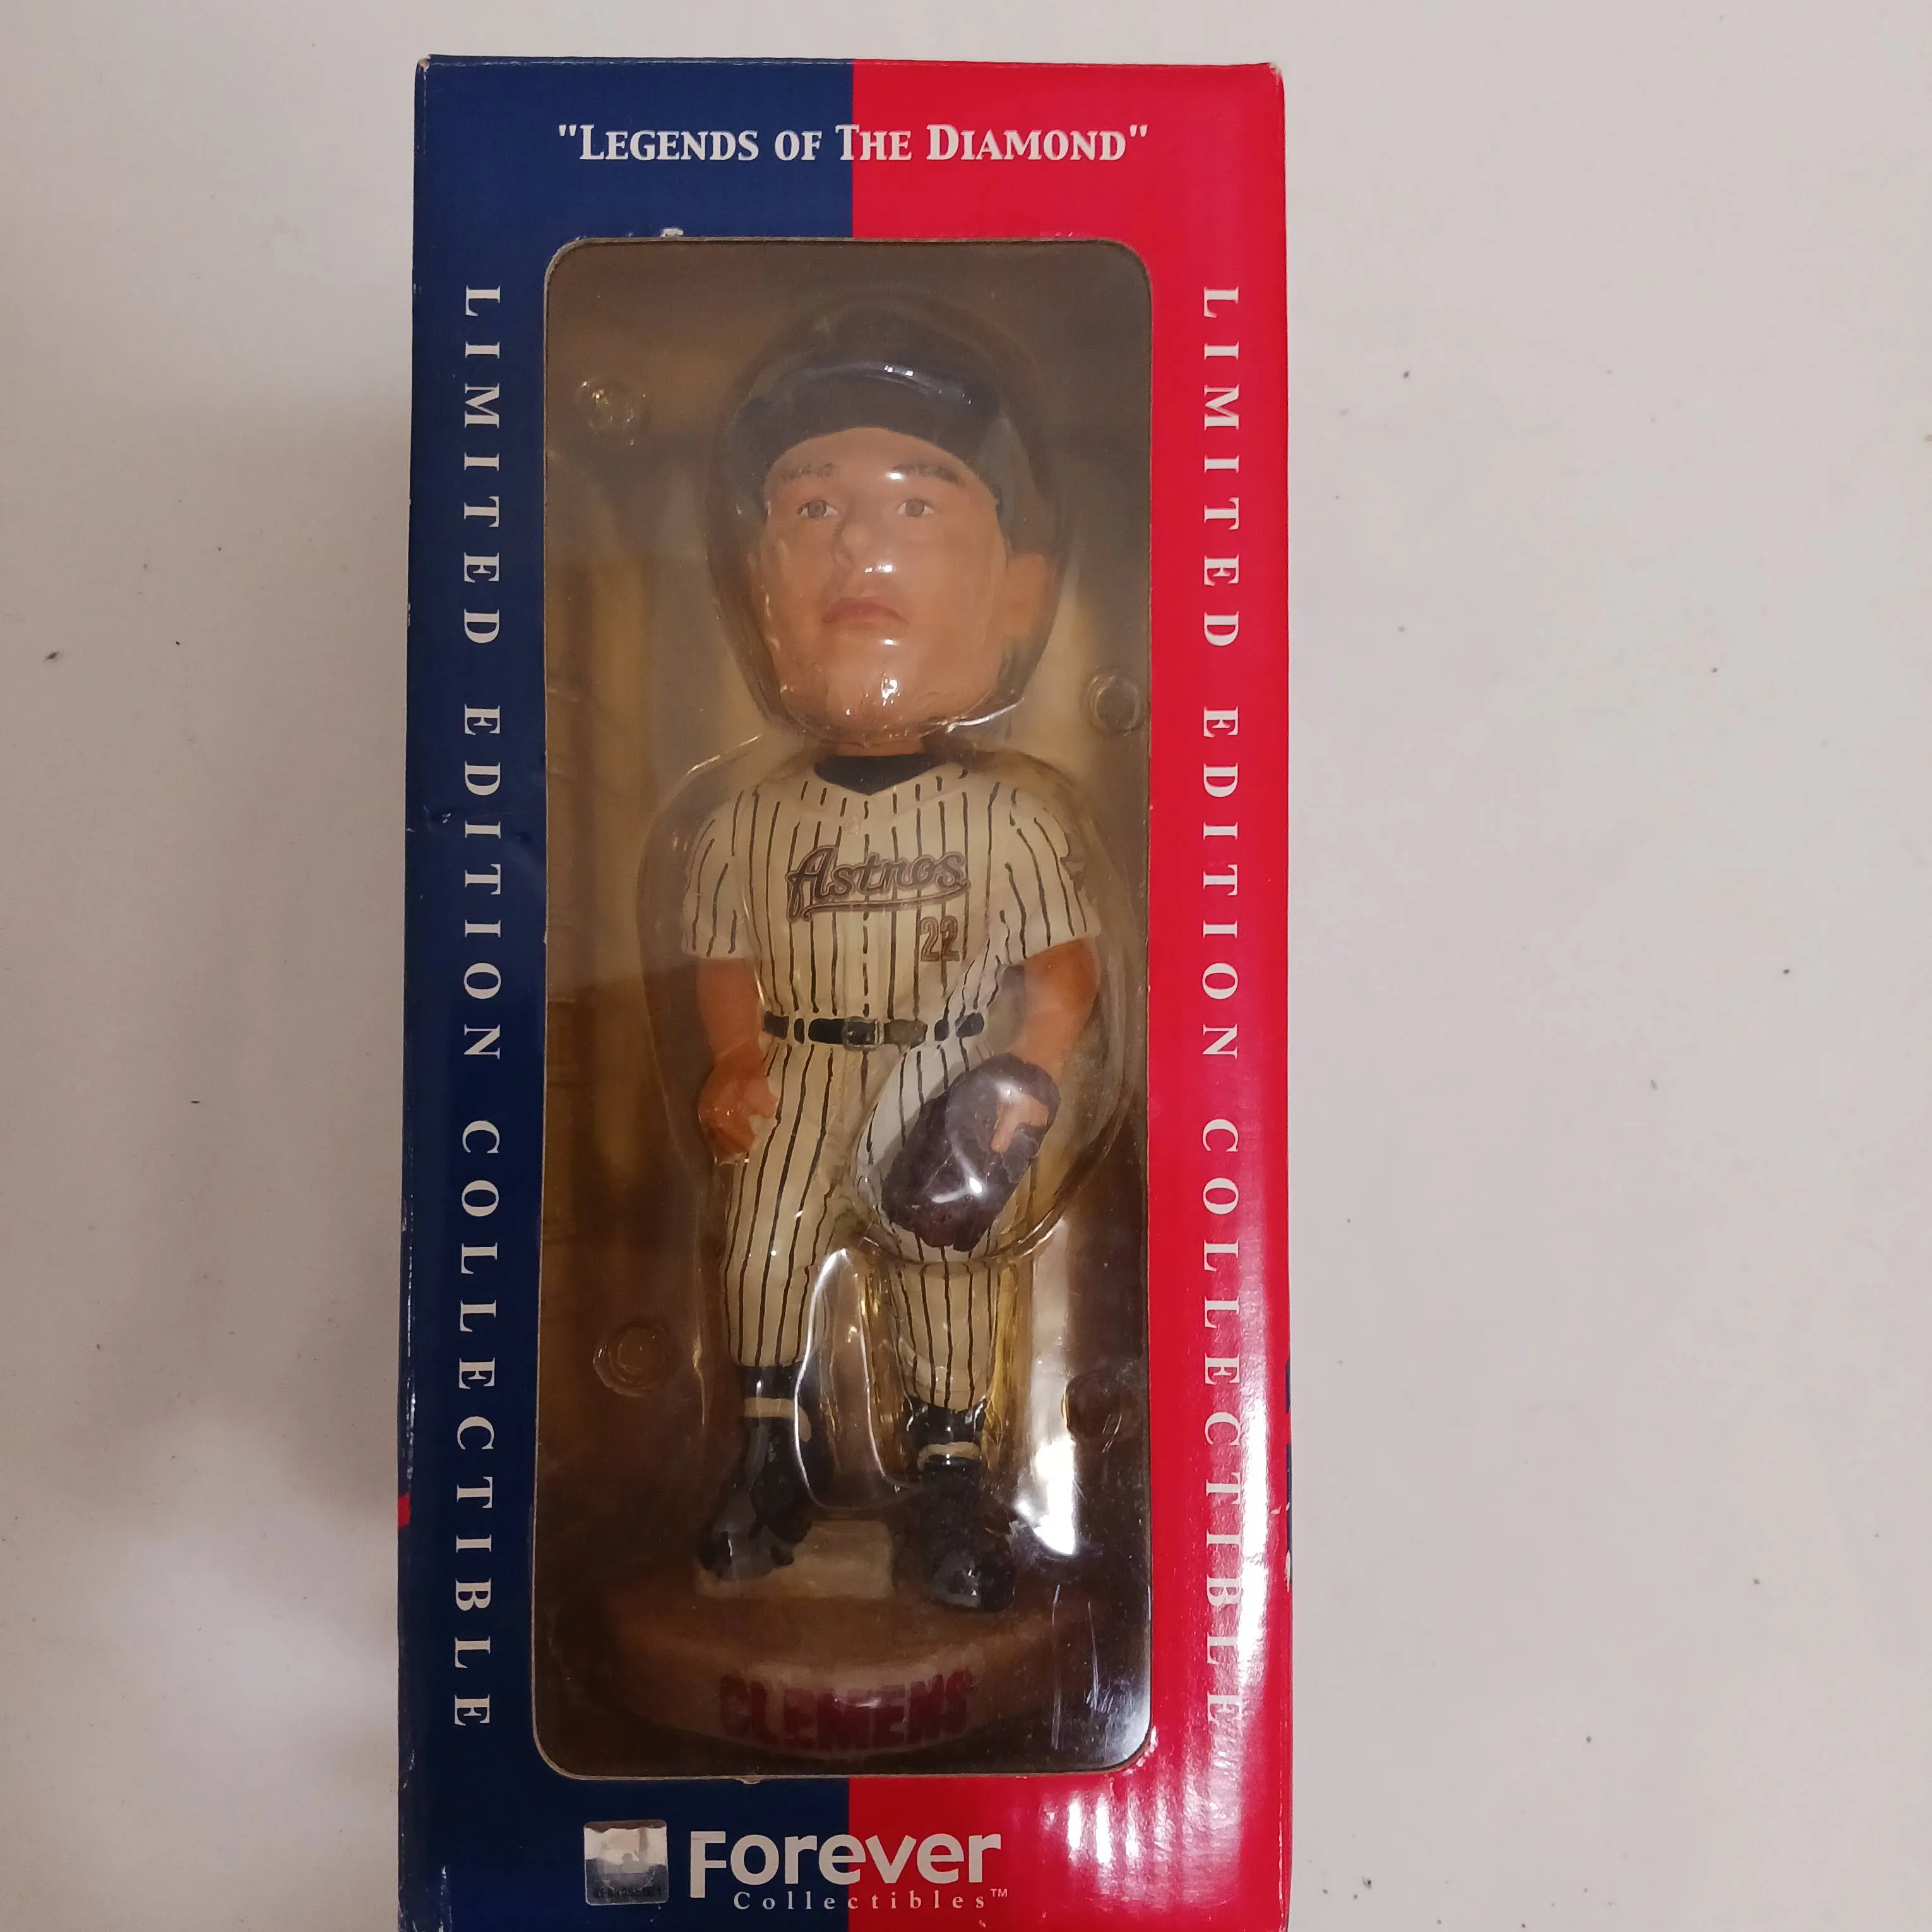 "LEGENDS OF THE DIAMOND"
LIMITED EDITION COLLECTIBLE
LIMITED EDITION COLLECTIBLE
Astros
22
CLEMENS
Forever
Collectibles™